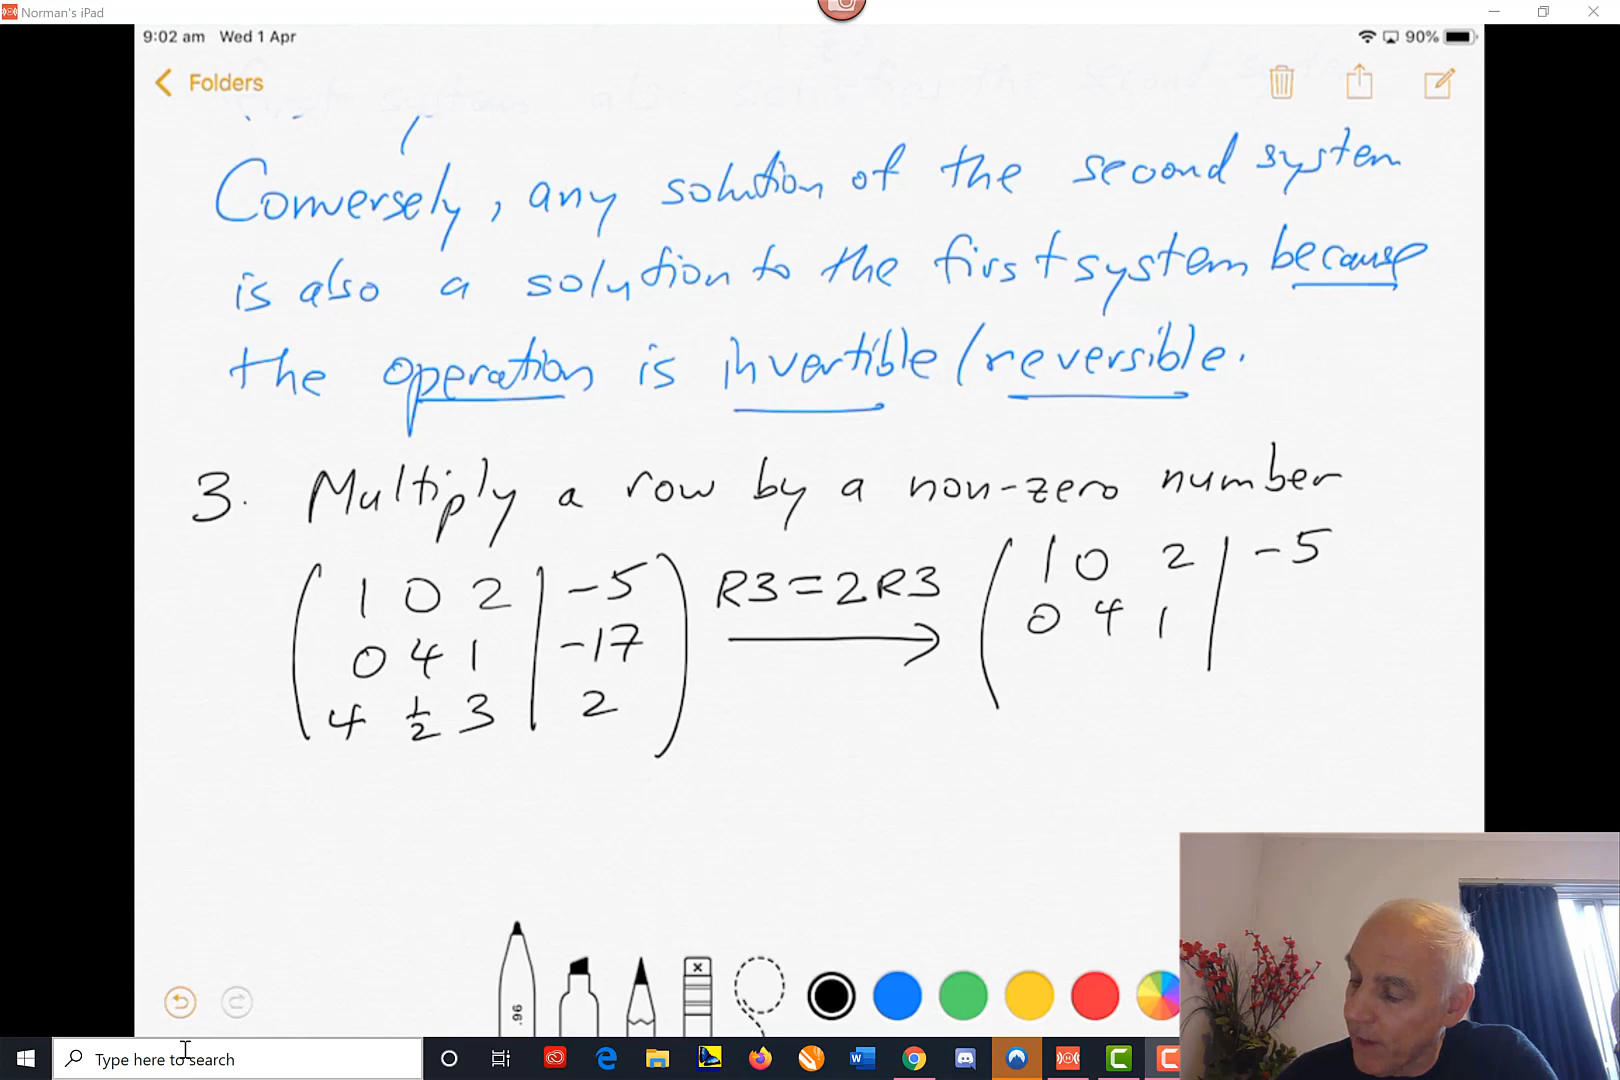 Norman's iPad
9:02 am Wed 1 Apr 90%
Folders
Conversely, any solution of the second system
is also a solution to the first system because
the operation is invertible/reversible.
3. Multiply a row by a non-zero number
1 0 2 | -5 R3=2R3 1 0 2 | -5
0 4 1 | -17 0 4 1 |
4 ½ 3 | 2
.96
Type here to search